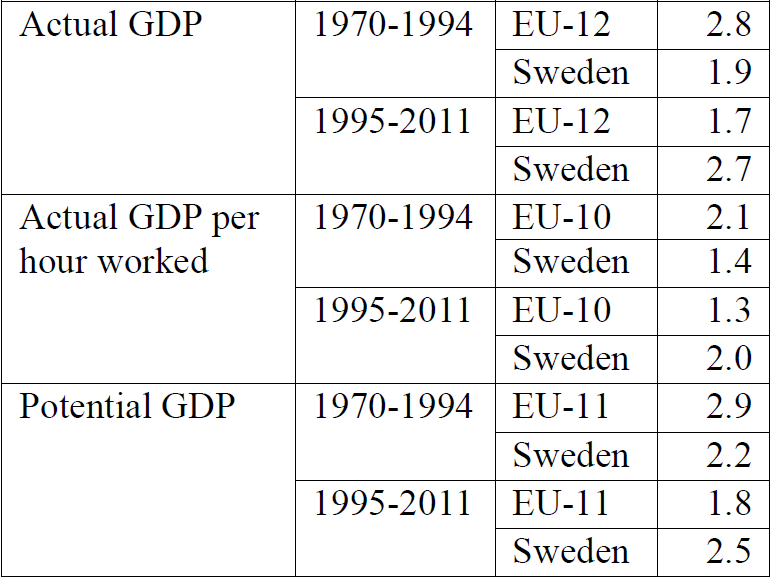 Actual GDP 1970-1994 EU-12 2.8
Sweden 1.9
1995-2011 EU-12 1.7
Sweden 2.7
Actual GDP per 1970-1994 EU-10 2.1
hour worked Sweden 1.4
1995-2011 EU-10 1.3
Sweden 2.0
Potential GDP 1970-1994 EU-11 2.9
Sweden 2.2
1995-2011 EU-11 1.8
Sweden 2.5